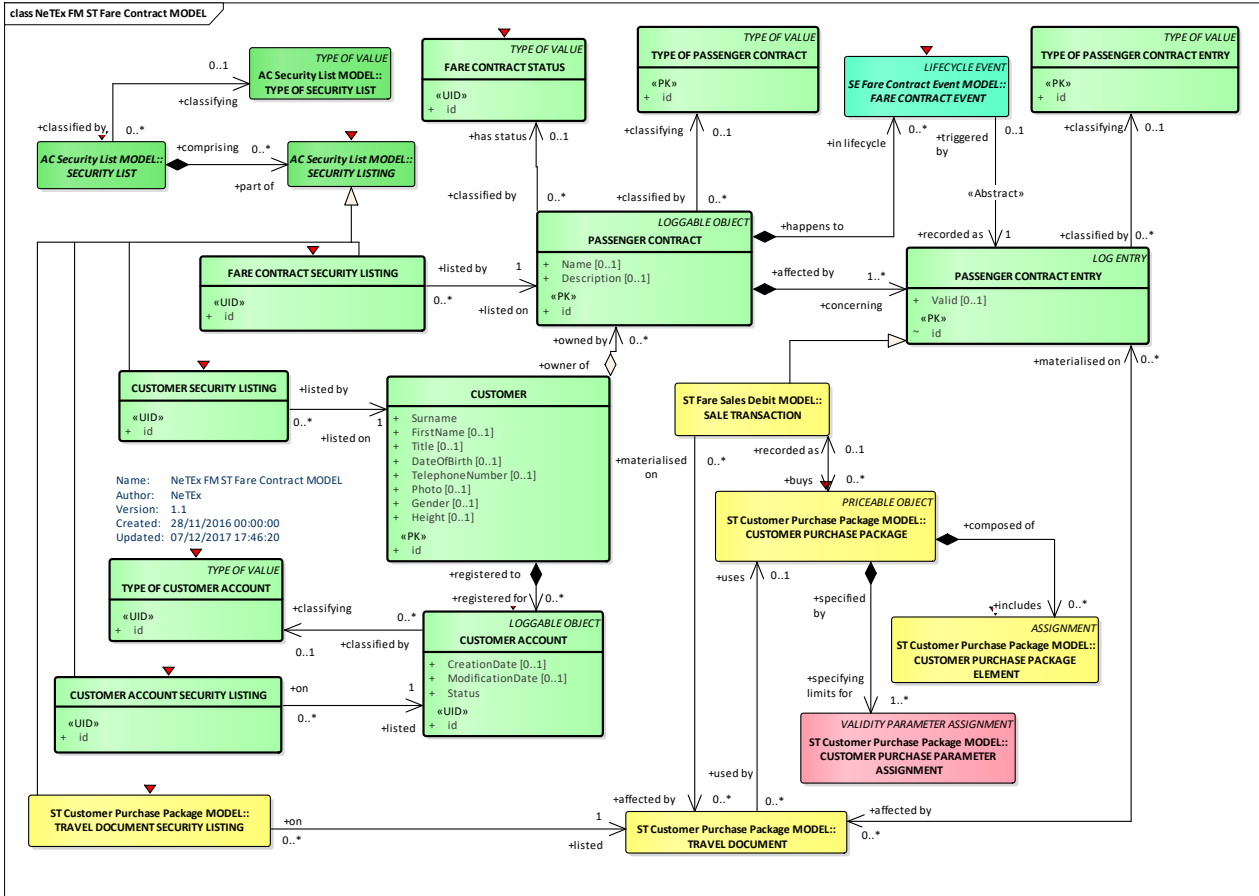 class NeTEx FM ST Fare Contract MODEL
TYPE OF VALUE
AC Security List MODEL::
TYPE OF SECURITY LIST
0..1
+classifying
+classified by
0..*
AC Security List MODEL::
SECURITY LIST
+comprising
0..*
+part of
AC Security List MODEL::
SECURITY LISTING
TYPE OF VALUE
FARE CONTRACT STATUS
«UID»
+ id
+has status
0..1
+classified by
0..*
TYPE OF VALUE
TYPE OF PASSENGER CONTRACT
«PK»
+ id
+classifying
0..1
+classified by
0..*
LIFECYCLE EVENT
SE Fare Contract Event MODEL::
FARE CONTRACT EVENT
+in lifecycle
0..*
+triggered
by
0..1
«Abstract»
+recorded as
1
TYPE OF VALUE
TYPE OF PASSENGER CONTRACT ENTRY
«PK»
+ id
+classifying
0..1
+classified by
0..*
LOGGABLE OBJECT
PASSENGER CONTRACT
+ Name [0..1]
+ Description [0..1]
«PK»
+ id
+happens to
+affected by
1..*
+concerning
LOG ENTRY
PASSENGER CONTRACT ENTRY
+ Valid [0..1]
«PK»
~ id
FARE CONTRACT SECURITY LISTING
«UID»
+ id
+listed by
1
0..*
+listed on
+owned by
0..*
+owner of
+materialised on
0..*
CUSTOMER SECURITY LISTING
«UID»
+ id
+listed by
0..*
1
+listed on
CUSTOMER
+ Surname
+ FirstName [0..1]
+ Title [0..1]
+ DateOfBirth [0..1]
+ TelephoneNumber [0..1]
+ Photo [0..1]
+ Gender [0..1]
+ Height [0..1]
«PK»
+ id
ST Fare Sales Debit MODEL::
SALE TRANSACTION
+materialised
on
0..*
+recorded as
0..1
+buys
0..*
Name: NeTEx FM ST Fare Contract MODEL
Author: NeTEx
Version: 1.1
Created: 28/11/2016 00:00:00
Updated: 07/12/2017 17:46:20
PRICEABLE OBJECT
ST Customer Purchase Package MODEL::
CUSTOMER PURCHASE PACKAGE
+composed of
+includes
0..*
+uses
0..1
+specified
by
+specifying
limits for
1..*
ASSIGNMENT
ST Customer Purchase Package MODEL::
CUSTOMER PURCHASE PACKAGE
ELEMENT
TYPE OF VALUE
TYPE OF CUSTOMER ACCOUNT
«UID»
+ id
+registered to
+registered for
0..*
+classifying
0..*
+classified by
0..1
LOGGABLE OBJECT
CUSTOMER ACCOUNT
+ CreationDate [0..1]
+ ModificationDate [0..1]
+ Status
«UID»
+ id
CUSTOMER ACCOUNT SECURITY LISTING
«UID»
+ id
+on
1
0..*
+listed
VALIDITY PARAMETER ASSIGNMENT
ST Customer Purchase Package MODEL::
CUSTOMER PURCHASE PARAMETER
ASSIGNMENT
+used by
0..*
+affected by
0..*
ST Customer Purchase Package MODEL::
TRAVEL DOCUMENT SECURITY LISTING
+on
1
0..*
+listed
ST Customer Purchase Package MODEL::
TRAVEL DOCUMENT
+affected by
0..*